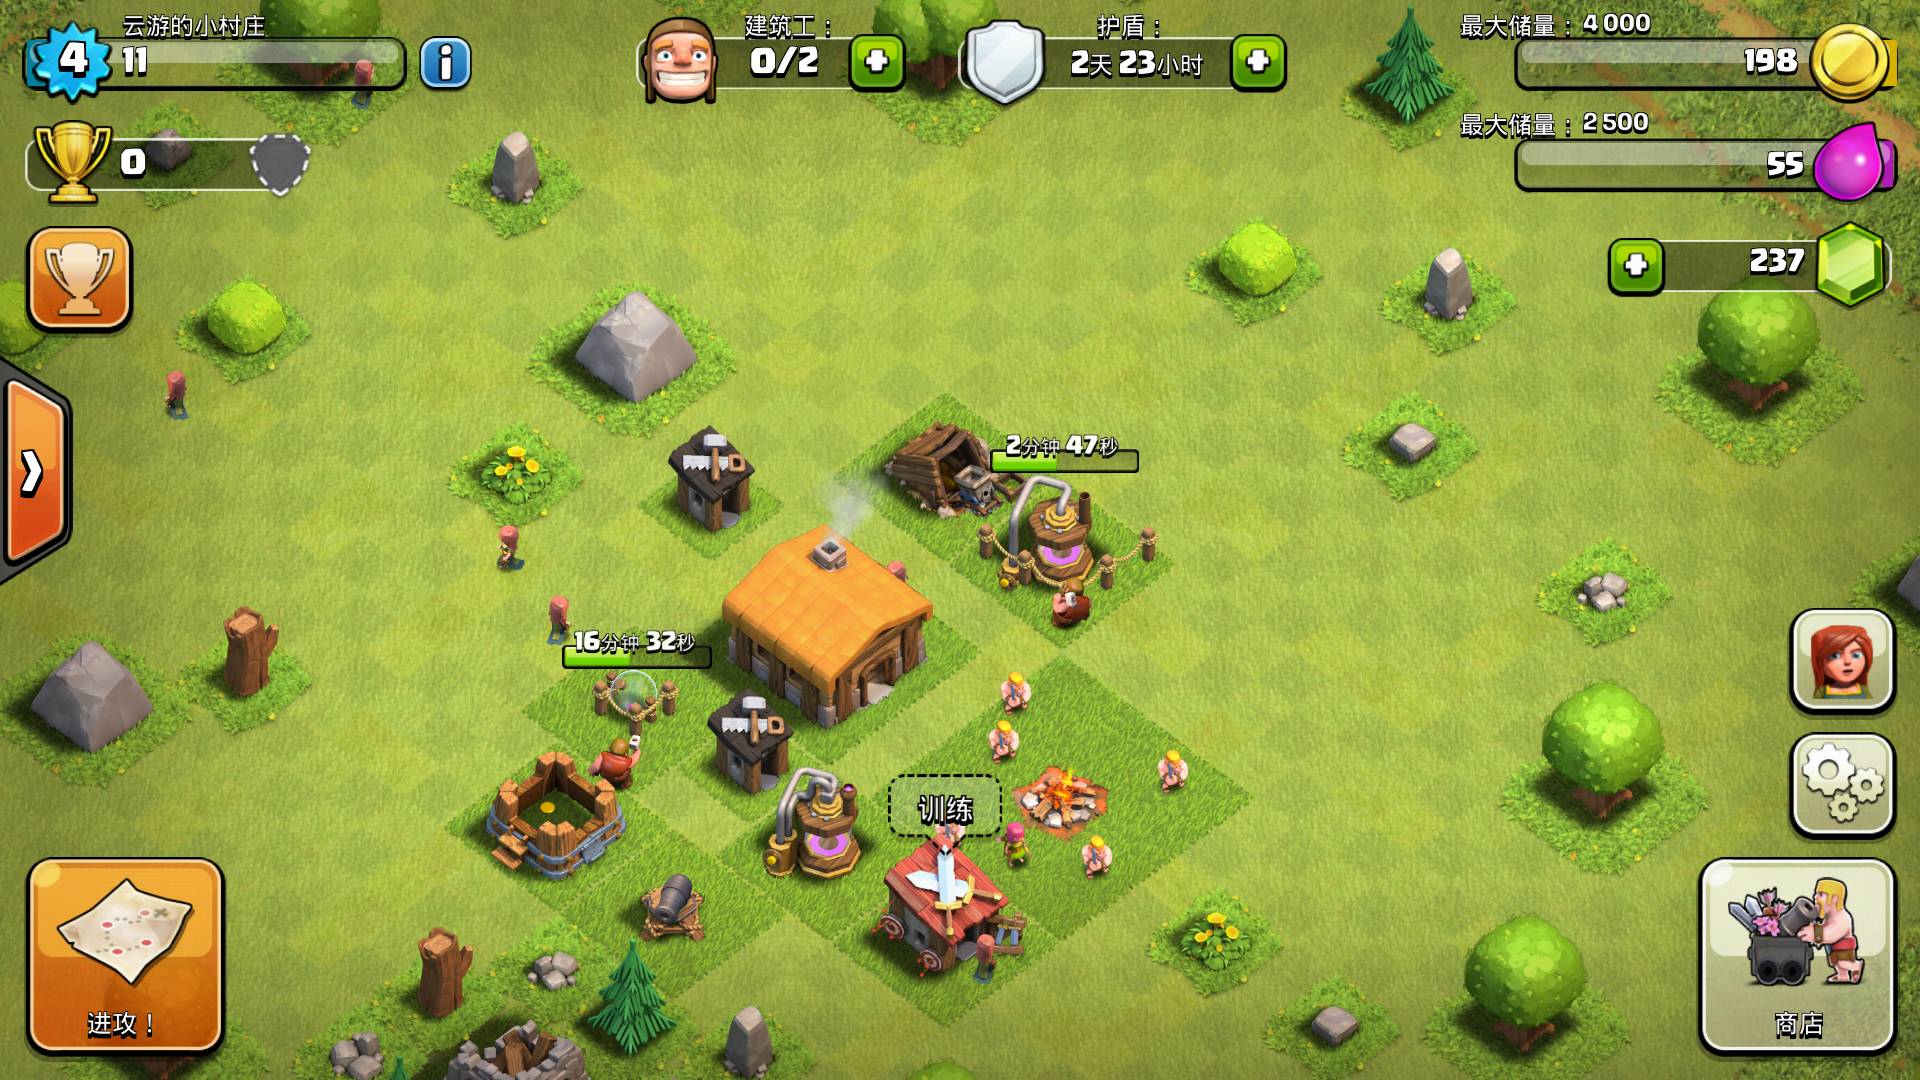 云游的小村庄
4
11
建筑工：
0/2
护盾：
2天 23小时
最大储量：4 000
198
最大储量：2 500
55
237
0
2分钟 47秒
16分钟 32秒
训练
进攻！
商店